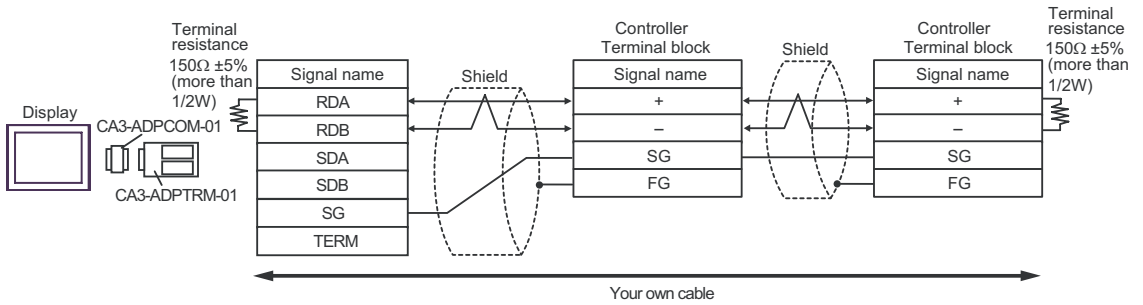 Terminal
resistance
150Ω ±5%
(more than
1/2W)
Display
CA3-ADPCOM-01
CA3-ADPTRM-01
Signal name
RDA
RDB
SDA
SDB
SG
TERM
Shield
Controller
Terminal block
Signal name
+
–
SG
FG
Shield
Controller
Terminal block
Signal name
+
–
SG
FG
Terminal
resistance
150Ω ±5%
(more than
1/2W)
Your own cable